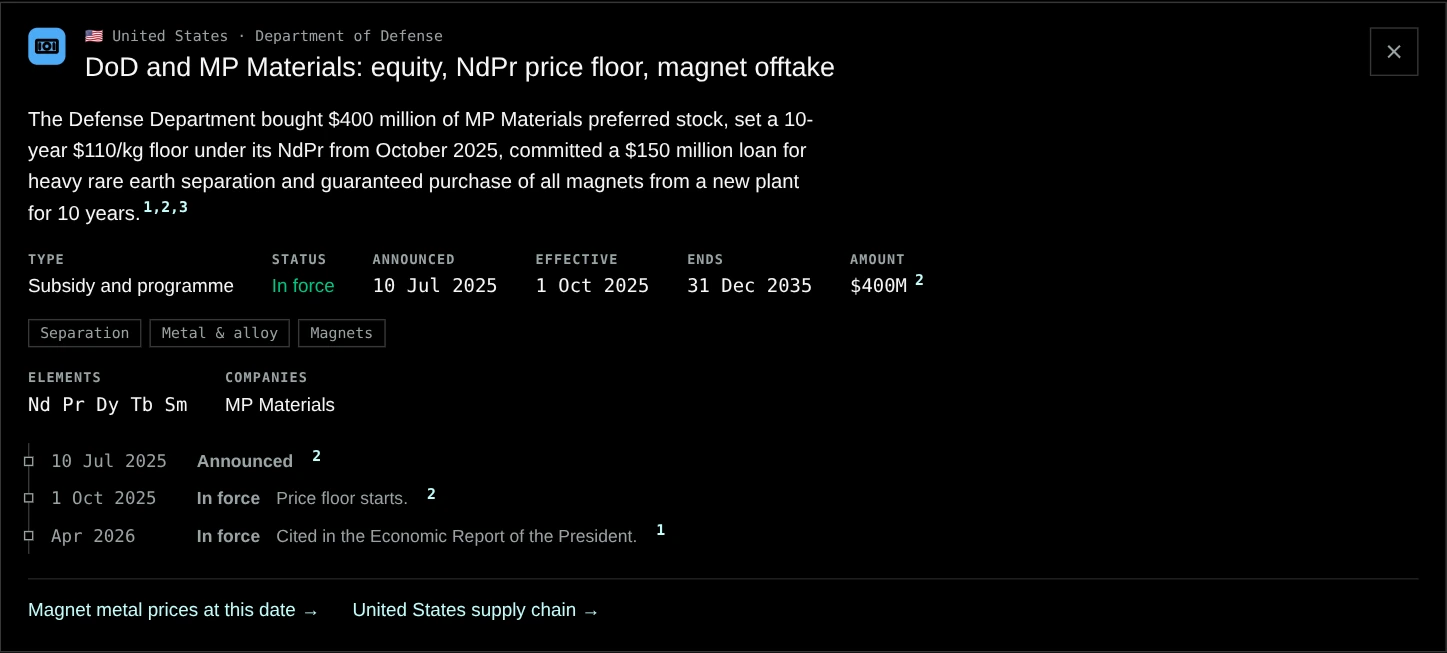 🇺🇸 United States · Department of Defense
DoD and MP Materials: equity, NdPr price floor, magnet offtake
The Defense Department bought $400 million of MP Materials preferred stock, set a 10-
year $110/kg floor under its NdPr from October 2025, committed a $150 million loan for
heavy rare earth separation and guaranteed purchase of all magnets from a new plant
for 10 years. 1,2,3
TYPE STATUS ANNOUNCED EFFECTIVE ENDS AMOUNT
Subsidy and programme In force 10 Jul 2025 1 Oct 2025 31 Dec 2035 $400M 2
Separation Metal & alloy Magnets
ELEMENTS COMPANIES
Nd Pr Dy Tb Sm MP Materials
10 Jul 2025 Announced 2
1 Oct 2025 In force Price floor starts. 2
Apr 2026 In force Cited in the Economic Report of the President. 1
Magnet metal prices at this date → United States supply chain →